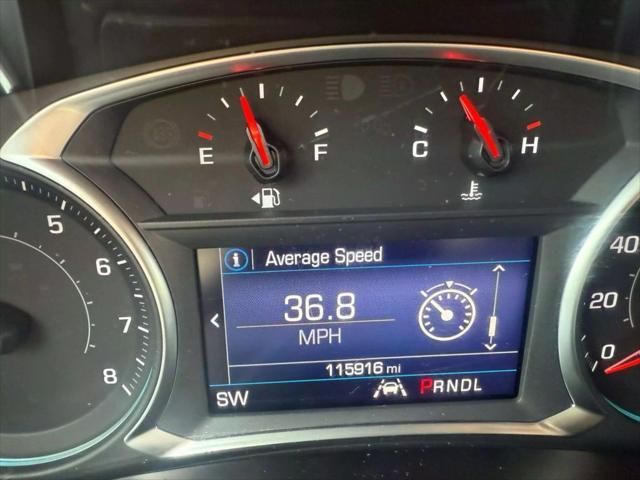 E F C H
i Average Speed
36.8
MPH
115916 mi
SW PRNDL
5
6
7
8
40
20
0